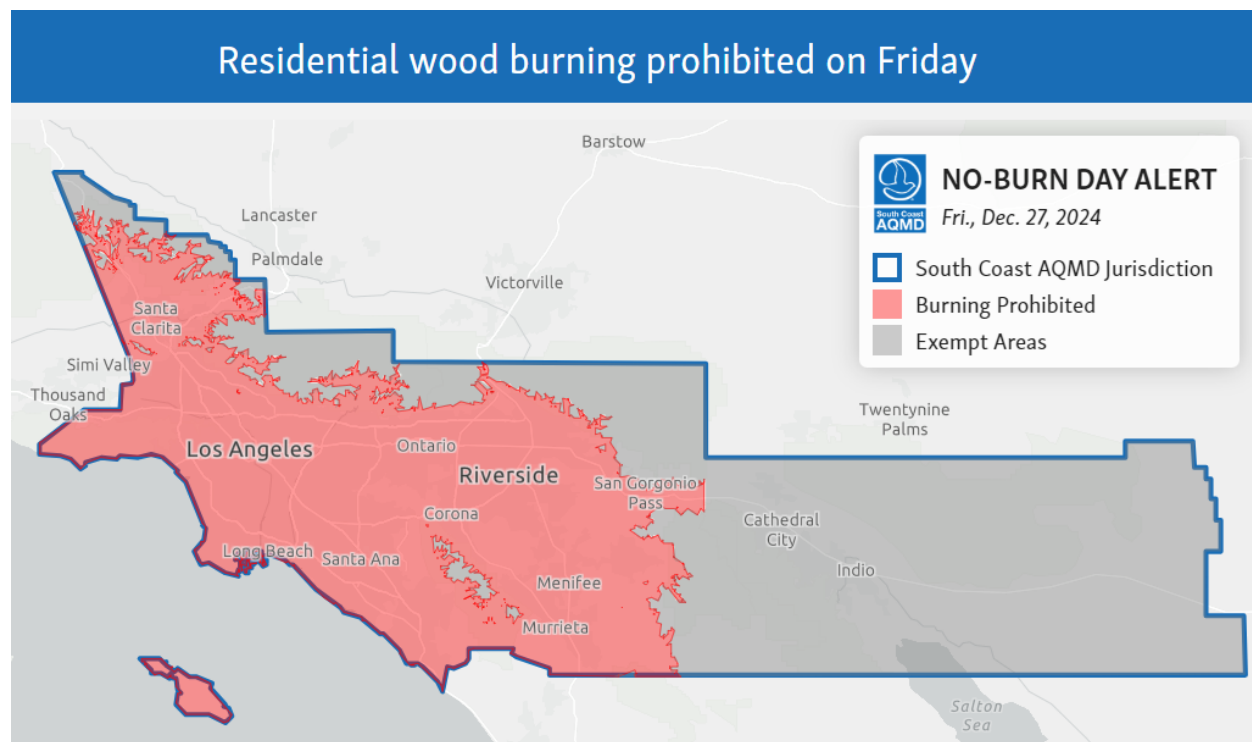 Residential wood burning prohibited on Friday
Barstow
NO-BURN DAY ALERT
Fri., Dec. 27, 2024
South Coast
AQMD
South Coast AQMD Jurisdiction
Burning Prohibited
Exempt Areas
Lancaster
Palmdale
Victorville
Santa
Clarita
Simi Valley
Thousand
Oaks
Twentynine
Palms
Los Angeles
Ontario
Riverside
San Gorgonio
Pass
Corona
Cathedral
City
Long Beach
Santa Ana
Indio
Menifee
Murrieta
Salton
Sea